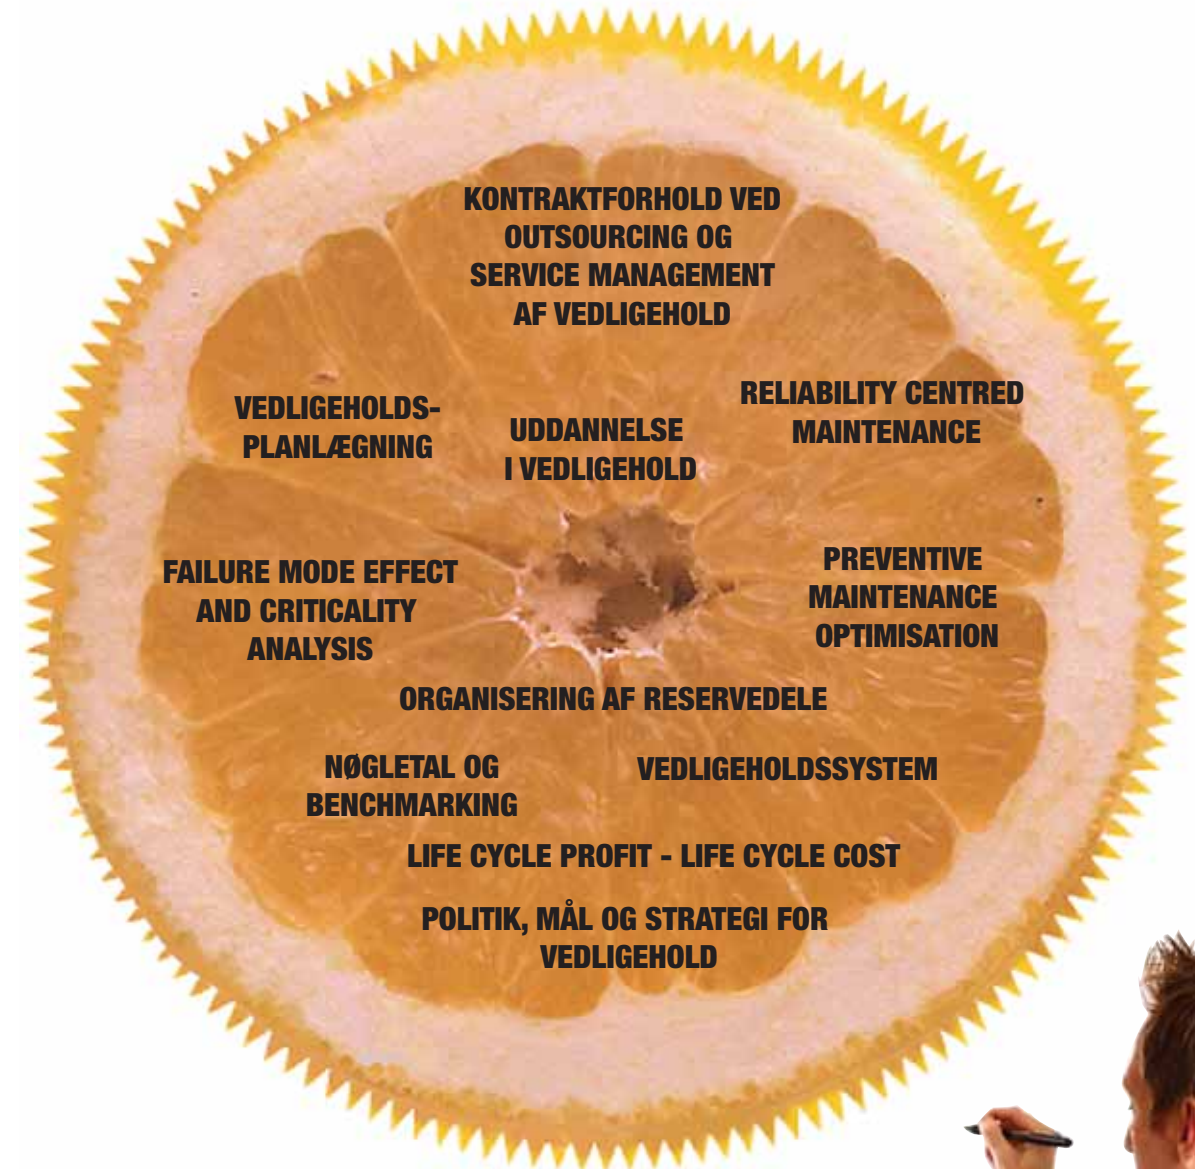 KONTRAKTFORHOLD VED
OUTSOURCING OG
SERVICE MANAGEMENT
AF VEDLIGEHOLD
VEDLIGEHOLDS-
PLANLÆGNING
UDDANNELSE
I VEDLIGEHOLD
RELIABILITY CENTRED
MAINTENANCE
FAILURE MODE EFFECT
AND CRITICALITY
ANALYSIS
PREVENTIVE
MAINTENANCE
OPTIMISATION
ORGANISERING AF RESERVEDELE
NØGLETAL OG
BENCHMARKING
VEDLIGEHOLDSSYSTEM
LIFE CYCLE PROFIT - LIFE CYCLE COST
POLITIK, MÅL OG STRATEGI FOR
VEDLIGEHOLD